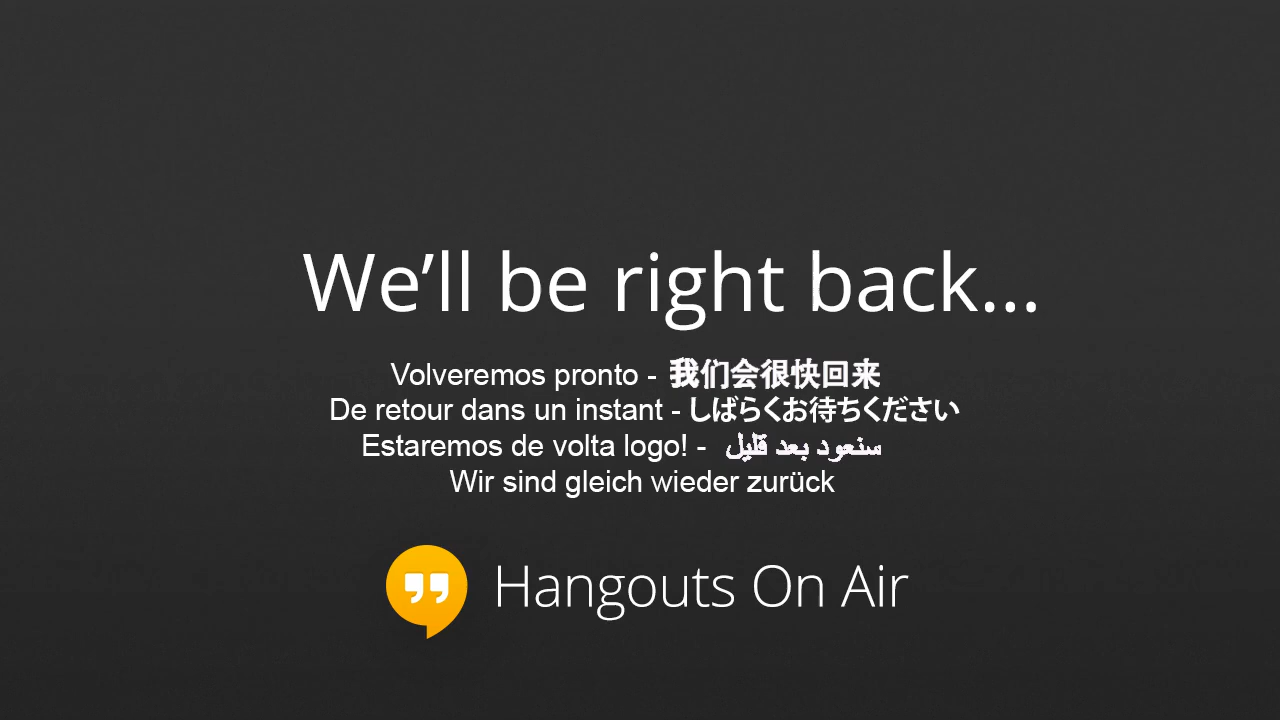 We’ll be right back...
Volveremos pronto - 我们会很快回来
De retour dans un instant - しばらくお待ちください
Estaremos de volta logo! - سنعود بعد قليل
Wir sind gleich wieder zurück
Hangouts On Air